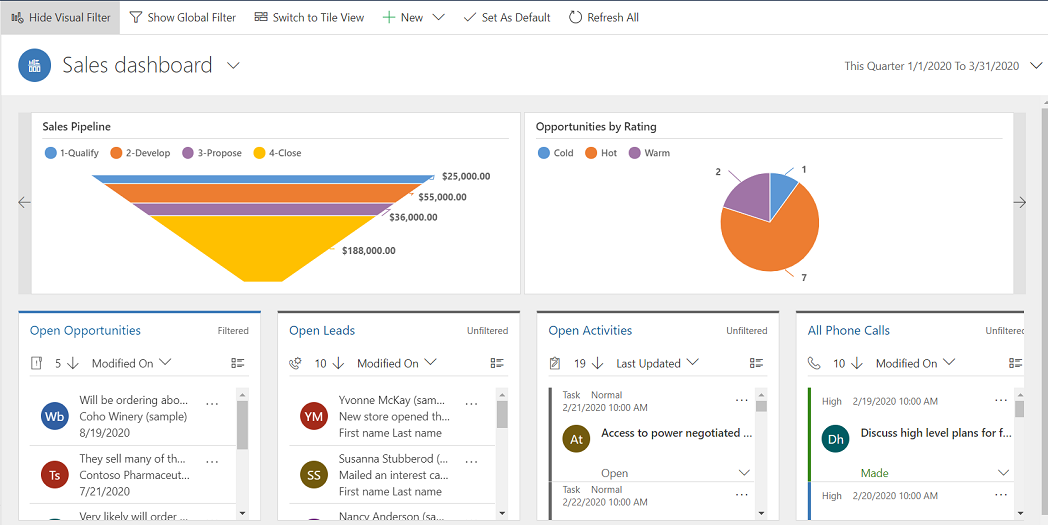 Hide Visual Filter Show Global Filter Switch to Tile View New Set As Default Refresh All
Sales dashboard
This Quarter 1/1/2020 To 3/31/2020
Sales Pipeline
1-Qualify 2-Develop 3-Propose 4-Close
$25,000.00
$55,000.00
$36,000.00
$188,000.00
Opportunities by Rating
Cold Hot Warm
2
1
7
Open Opportunities Filtered
5 Modified On
Wb
Will be ordering abo...
Coho Winery (sample)
8/19/2020
Ts
They sell many of th...
Contoso Pharmaceut...
7/21/2020
Very likely will order ...
Open Leads Unfiltered
10 Modified On
YM
Yvonne McKay (sam...
New store opened th...
First name Last name
SS
Susanna Stubberod (...
Mailed an interest ca...
First name Last name
Nancy Anderson (sa...
Open Activities Unfiltered
19 Last Updated
Task Normal
2/21/2020 10:00 AM
At
Access to power negotiated ...
Open
Task Normal
2/22/2020 10:00 AM
All Phone Calls Unfiltered
10 Modified On
High 2/19/2020 10:00 AM
Dh
Discuss high level plans for f...
Made
High 2/20/2020 10:00 AM